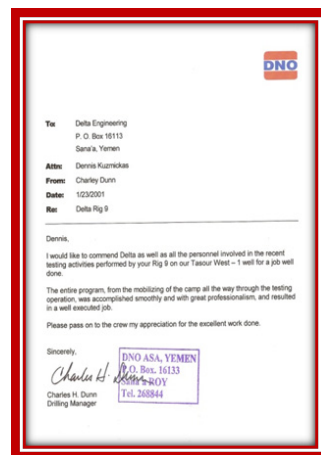 DNO
To: Delta Engineering
P. O. Box 16113
Sana'a, Yemen
Attn: Dennis Kuzmickas
From: Charley Dunn
Date: 1/23/2001
Re: Delta Rig 9
Dennis,
I would like to commend Delta as well as all the personnel involved in the recent
testing activities performed by your Rig 9 on our Tasour West – 1 well for a job well
done.
The entire program, from the mobilizing of the camp all the way through the testing
operation, was accomplished smoothly and with great professionalism, and resulted
in a well executed job.
Please pass on to the crew my appreciation for the excellent work done.
Sincerely,
DNO ASA, YEMEN
P.O. Box. 16133
Sana'a ROY
Tel. 268844
Charles H. Dunn
Charles H. Dunn
Drilling Manager